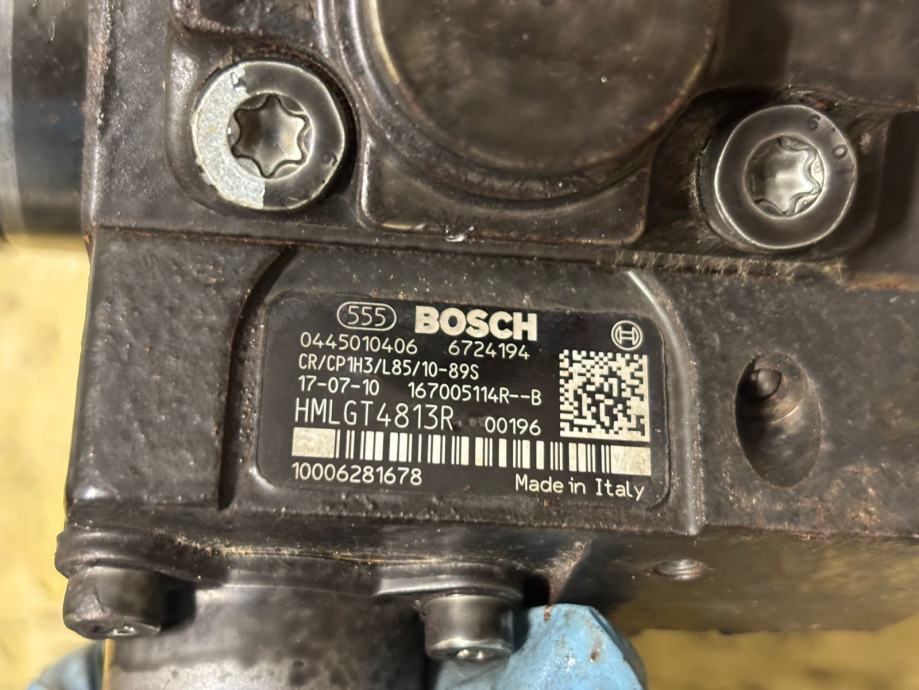 555 BOSCH
0445010406 6724194
CR/CP1H3/L85/10-89S
17-07-10 167005114R--B
HMLGT4813R 00196
10006281678 Made in Italy